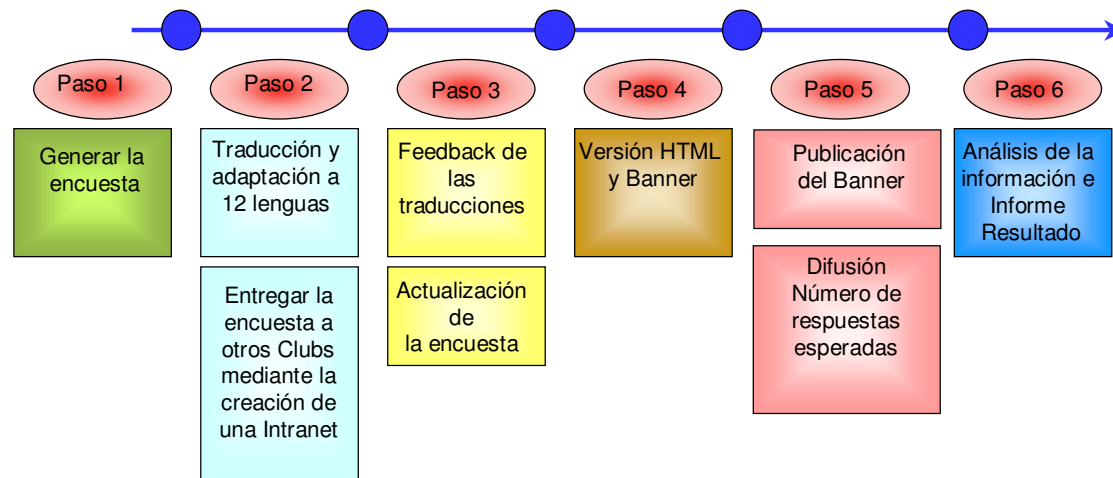 Paso 1
Paso 2
Paso 3
Paso 4
Paso 5
Paso 6
Generar la
encuesta
Traducción y
adaptación a
12 lenguas
Entregar la
encuesta a
otros Clubs
mediante la
creación de
una Intranet
Feedback de
las
traducciones
Actualización
de
la encuesta
Versión HTML
y Banner
Publicación
del Banner
Difusión
Número de
respuestas
esperadas
Análisis de la
información e
Informe
Resultado